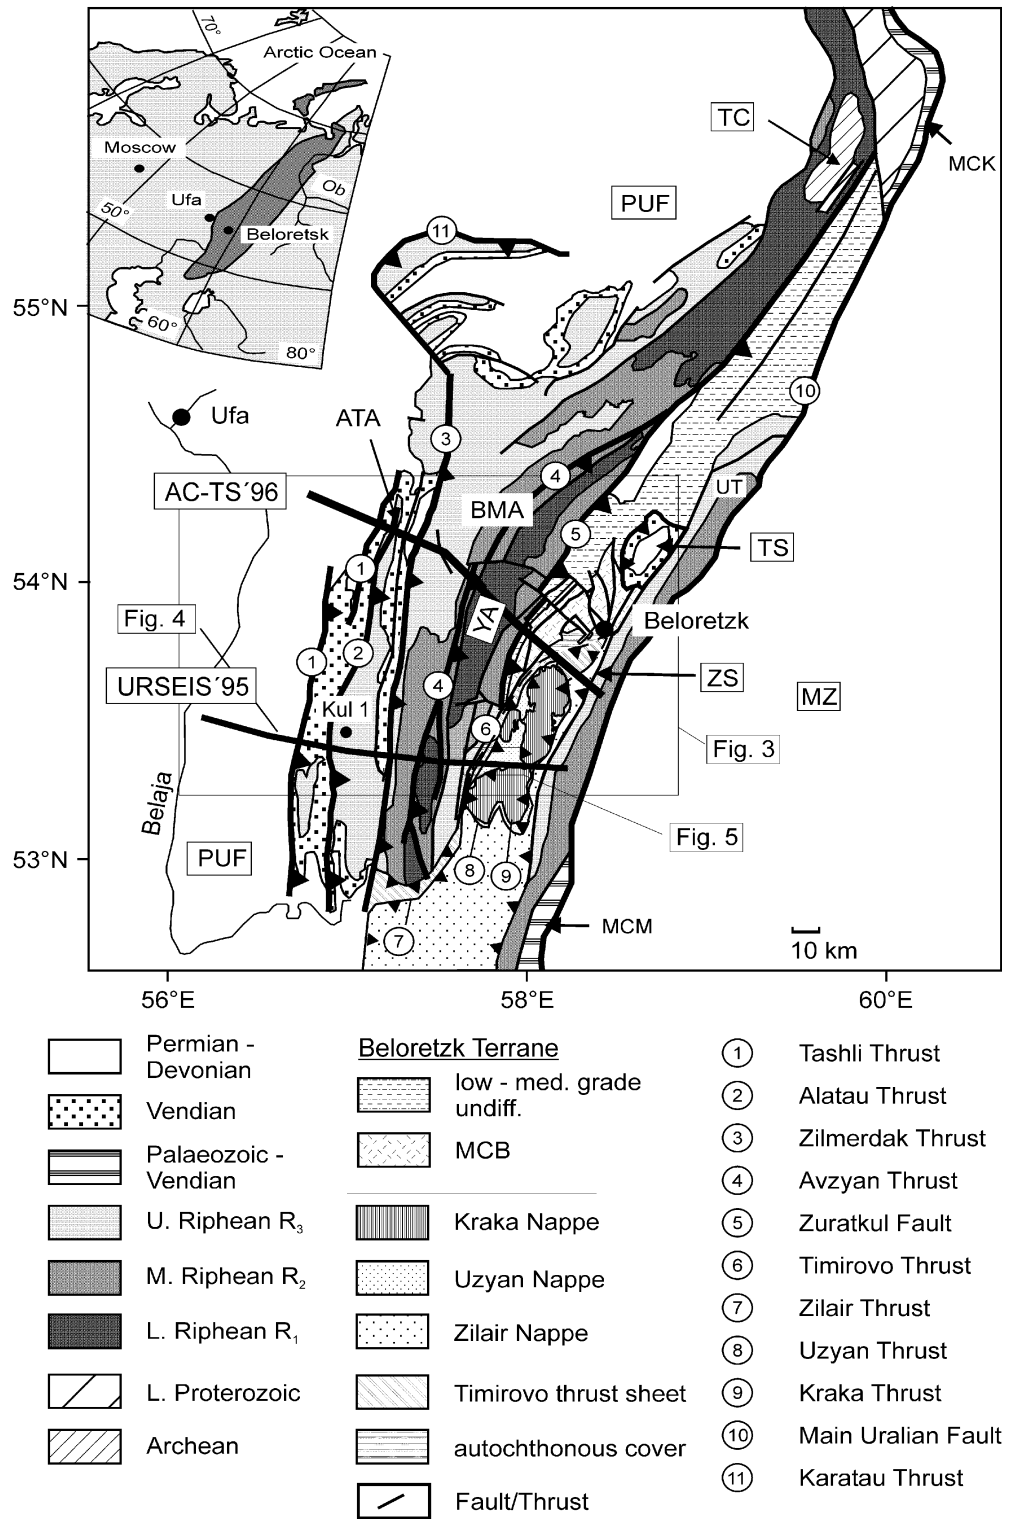 70°
Arctic Ocean
Moscow
Ob
50°
Ufa
Beloretsk
60°
80°
TC
MCK
PUF
11
55°N
10
Ufa
ATA
3
AC-TS´96
4
BMA
UT
5
TS
54°N
1
Fig. 4
YA
Beloretzk
1
2
URSEIS´95
4
ZS
MZ
Kul 1
6
Fig. 3
Belaja
Fig. 5
53°N
PUF
8
9
7
MCM
10 km
56°E
58°E
60°E
Permian -
Devonian
Vendian
Palaeozoic -
Vendian
U. Riphean R3
M. Riphean R2
L. Riphean R1
L. Proterozoic
Archean
Beloretzk Terrane
low - med. grade
undiff.
MCB
Kraka Nappe
Uzyan Nappe
Zilair Nappe
Timirovo thrust sheet
autochthonous cover
Fault/Thrust
1 Tashli Thrust
2 Alatau Thrust
3 Zilmerdak Thrust
4 Avzyan Thrust
5 Zuratkul Fault
6 Timirovo Thrust
7 Zilair Thrust
8 Uzyan Thrust
9 Kraka Thrust
10 Main Uralian Fault
11 Karatau Thrust